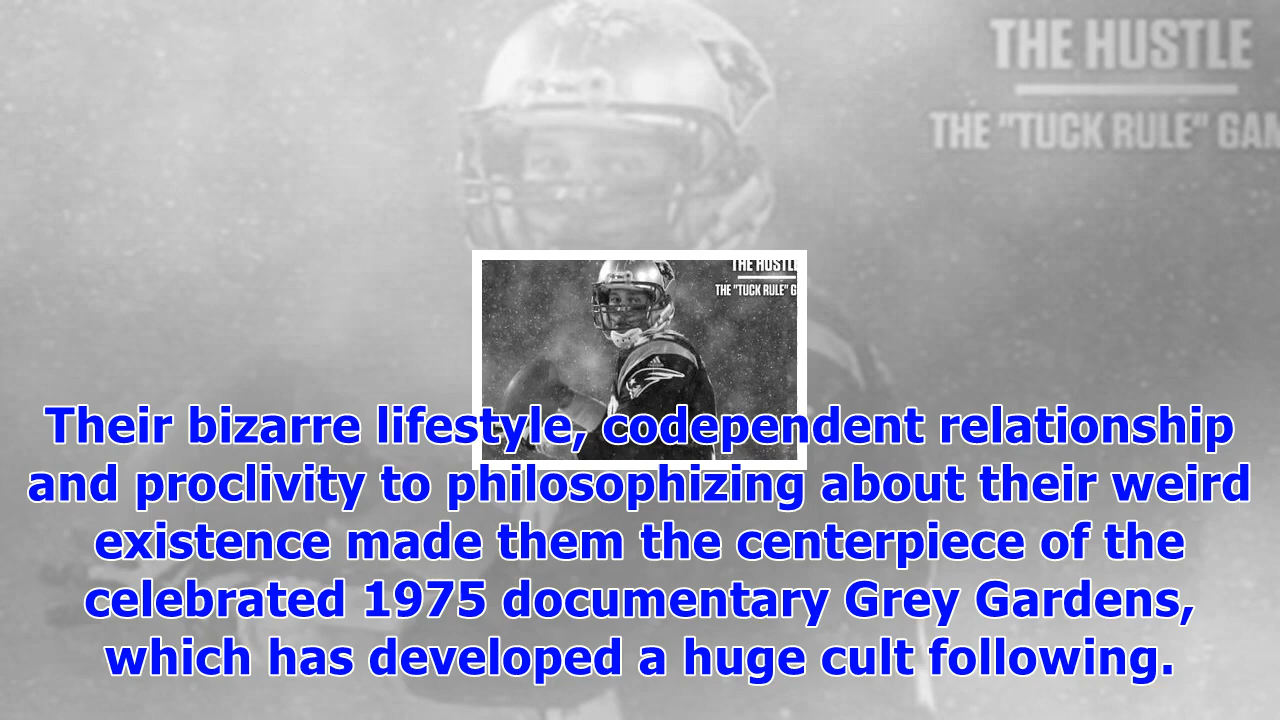 THE HUSTLE
THE "TUCK RULE" GAM
THE HUSTL
THE "TUCK RULE" G
Their bizarre lifestyle, codependent relationship
and proclivity to philosophizing about their weird
existence made them the centerpiece of the
celebrated 1975 documentary Grey Gardens,
which has developed a huge cult following.